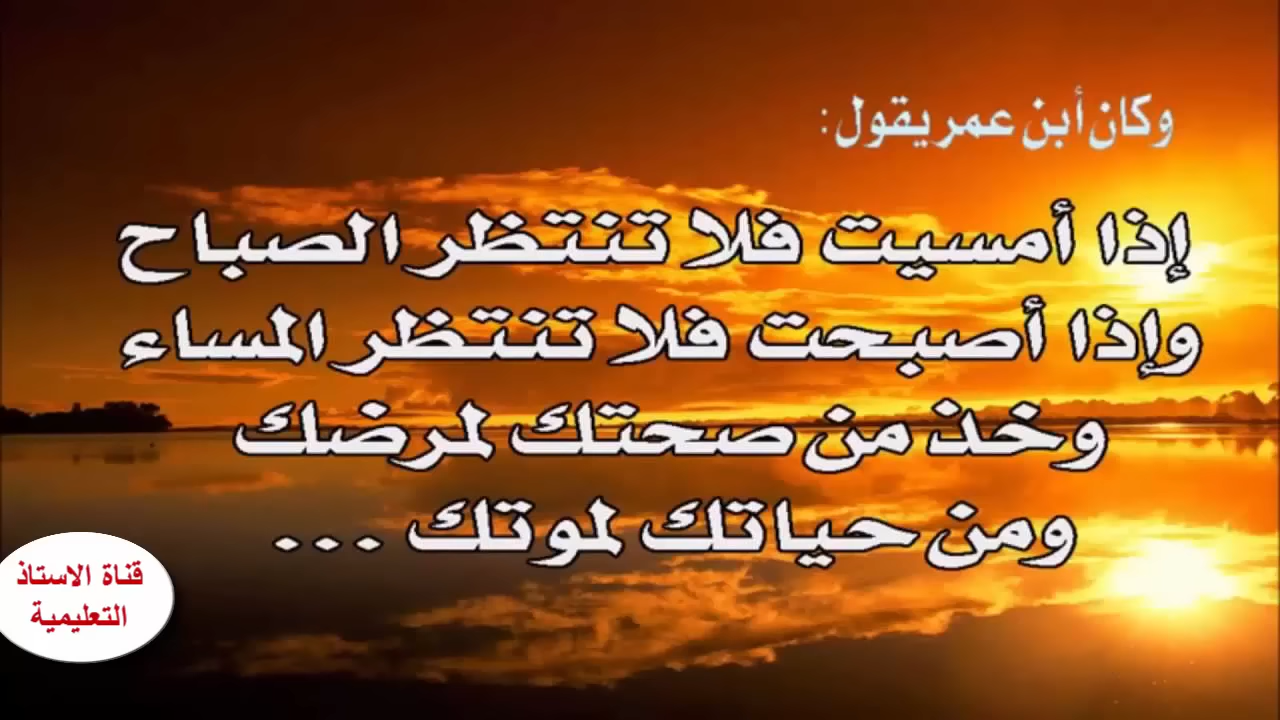 وكان أبن عمر يقول:
إذا أمسيت فلا تنتظر الصباح
وإذا أصبحت فلا تنتظر المساء
وخذ من صحتك لمرضك
ومن حياتك لموتك ...
قناة الاستاذ
التعليمية